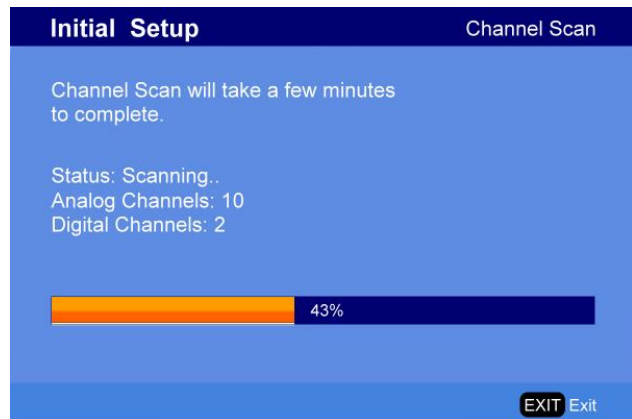 Initial Setup
Channel Scan
Channel Scan will take a few minutes
to complete.
Status: Scanning..
Analog Channels: 10
Digital Channels: 2
43%
EXIT Exit